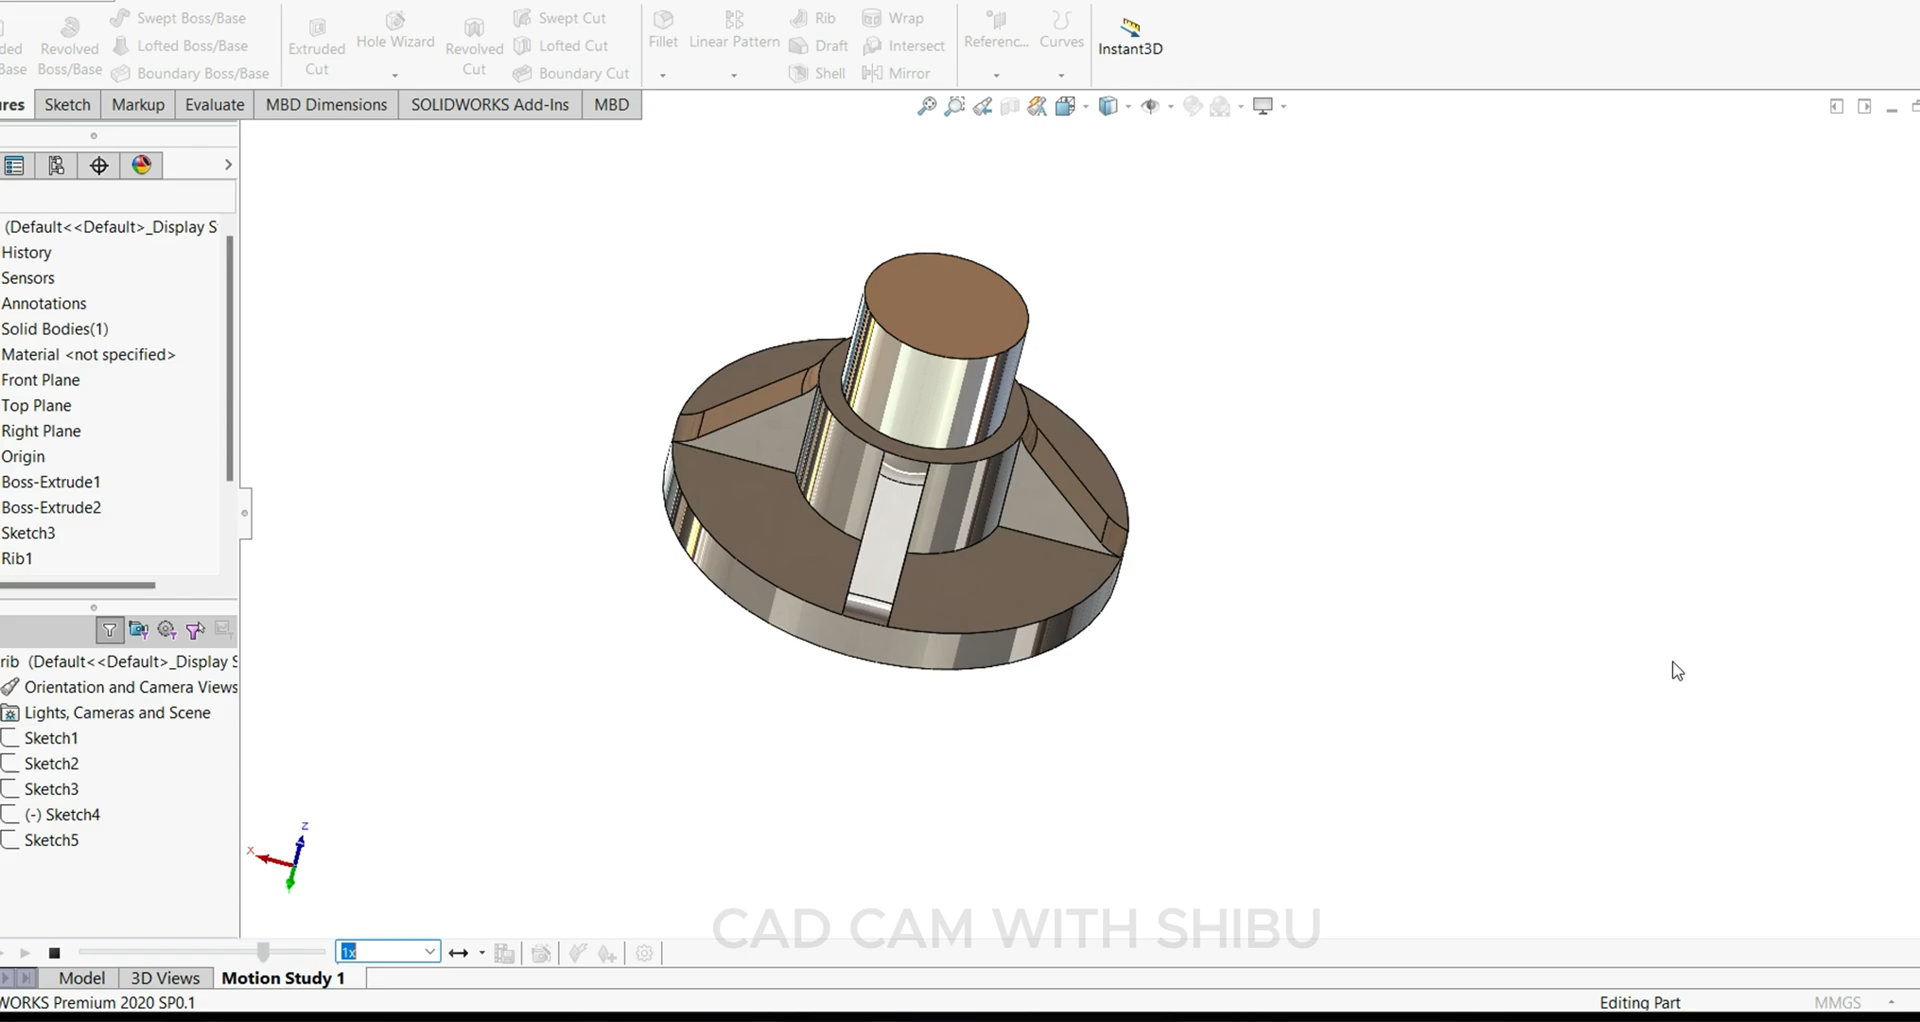 Swept Boss/Base
Swept Cut
Rib
Wrap
Revolved
Boss/Base
Lofted Boss/Base
Extruded
Cut
Hole Wizard
Revolved
Cut
Lofted Cut
Fillet
Linear Pattern
Draft
Intersect
Referenc...
Curves
Instant3D
ded
Base
Boundary Boss/Base
Boundary Cut
Shell
Mirror
res
Sketch
Markup
Evaluate
MBD Dimensions
SOLIDWORKS Add-Ins
MBD
(Default<<Default>_Display S
History
Sensors
Annotations
Solid Bodies(1)
Material <not specified>
Front Plane
Top Plane
Right Plane
Origin
Boss-Extrude1
Boss-Extrude2
Sketch3
Rib1
rib (Default<<Default>_Display S
Orientation and Camera Views
Lights, Cameras and Scene
Sketch1
Sketch2
Sketch3
(-) Sketch4
Sketch5
z
x
CAD CAM WITH SHIBU
1x
Model
3D Views
Motion Study 1
WORKS Premium 2020 SP0.1
Editing Part
MMGS